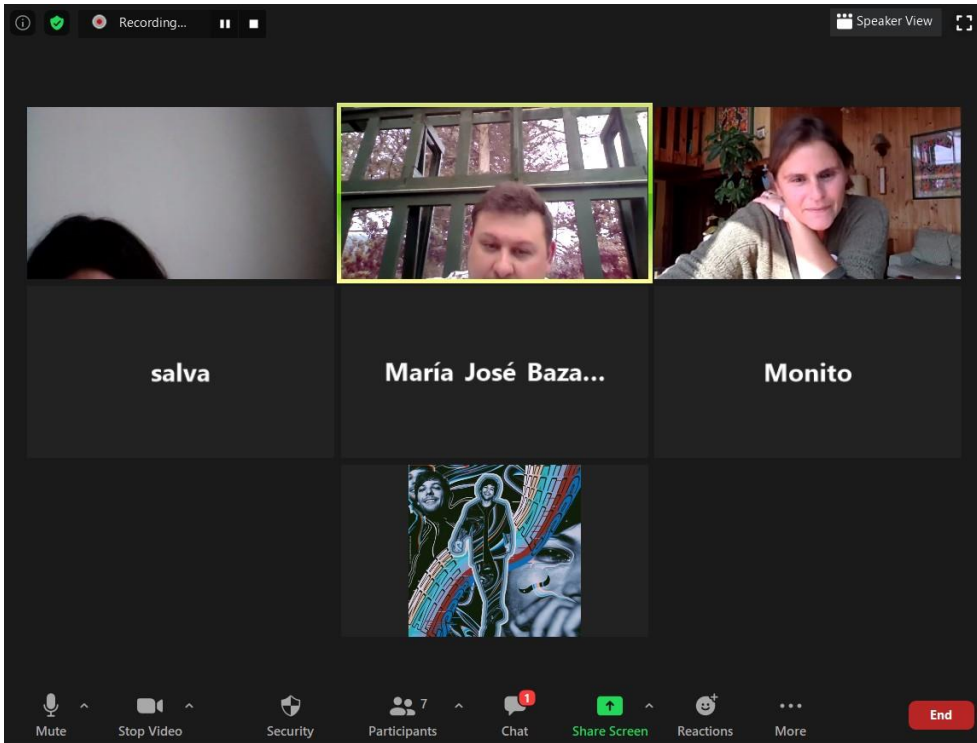 Recording...
Speaker View
salva
María José Baza...
Monito
Mute
Stop Video
Security
7
Participants
1
Chat
Share Screen
Reactions
More
End